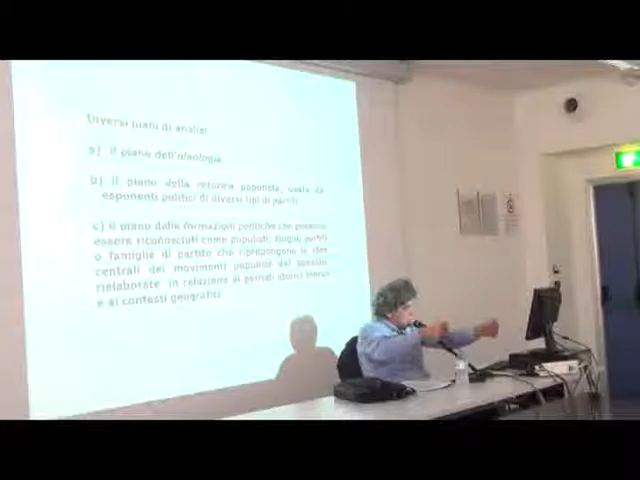 Diversi piani di analisi
a) il piano dell'ideologia
b) il piano della retorica populista, usata da
esponenti politici di diversi tipi di partiti
c) il piano delle formazioni politiche che possono
essere riconosciuti come populisti, singoli partiti
o famiglie di partito che ripropongono le idee
centrali dei movimenti populisti del passato,
rielaborate in relazione ai periodi storici
e ai contesti geografici